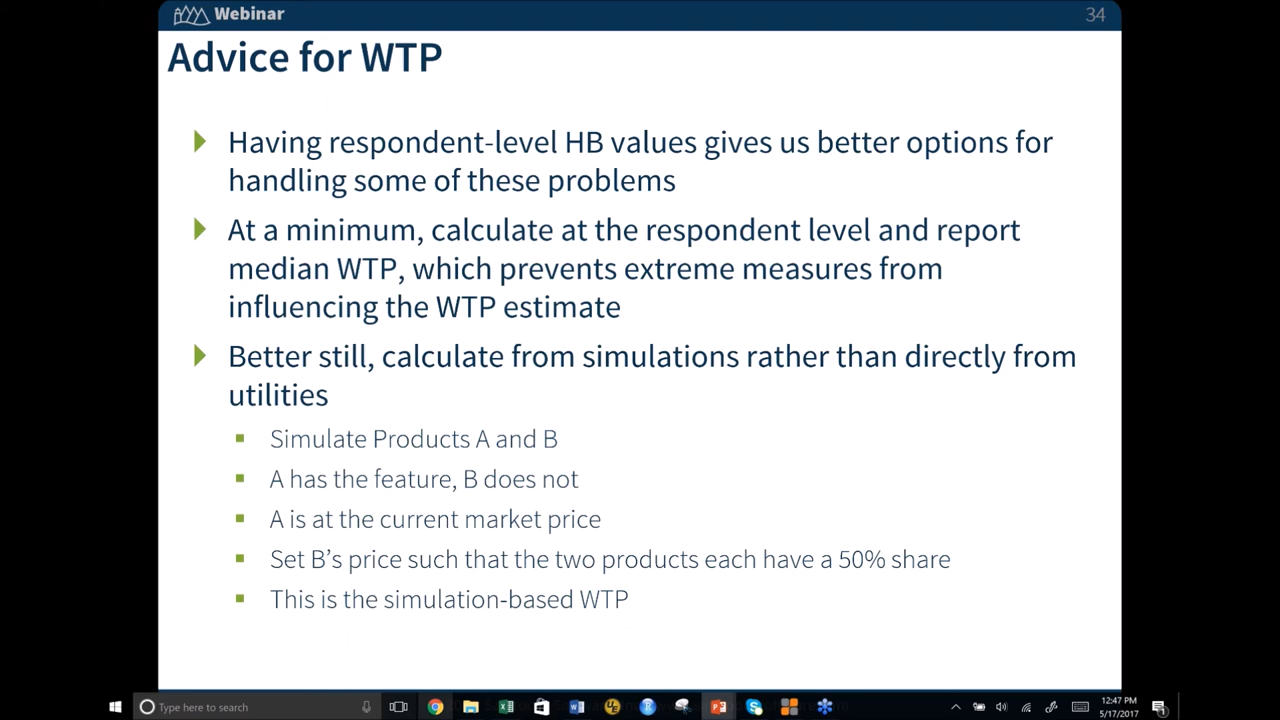 Webinar
34
Advice for WTP
Having respondent-level HB values gives us better options for
handling some of these problems
At a minimum, calculate at the respondent level and report
median WTP, which prevents extreme measures from
influencing the WTP estimate
Better still, calculate from simulations rather than directly from
utilities
Simulate Products A and B
A has the feature, B does not
A is at the current market price
Set B’s price such that the two products each have a 50% share
This is the simulation-based WTP
Type here to search
12:47 PM
5/17/2017